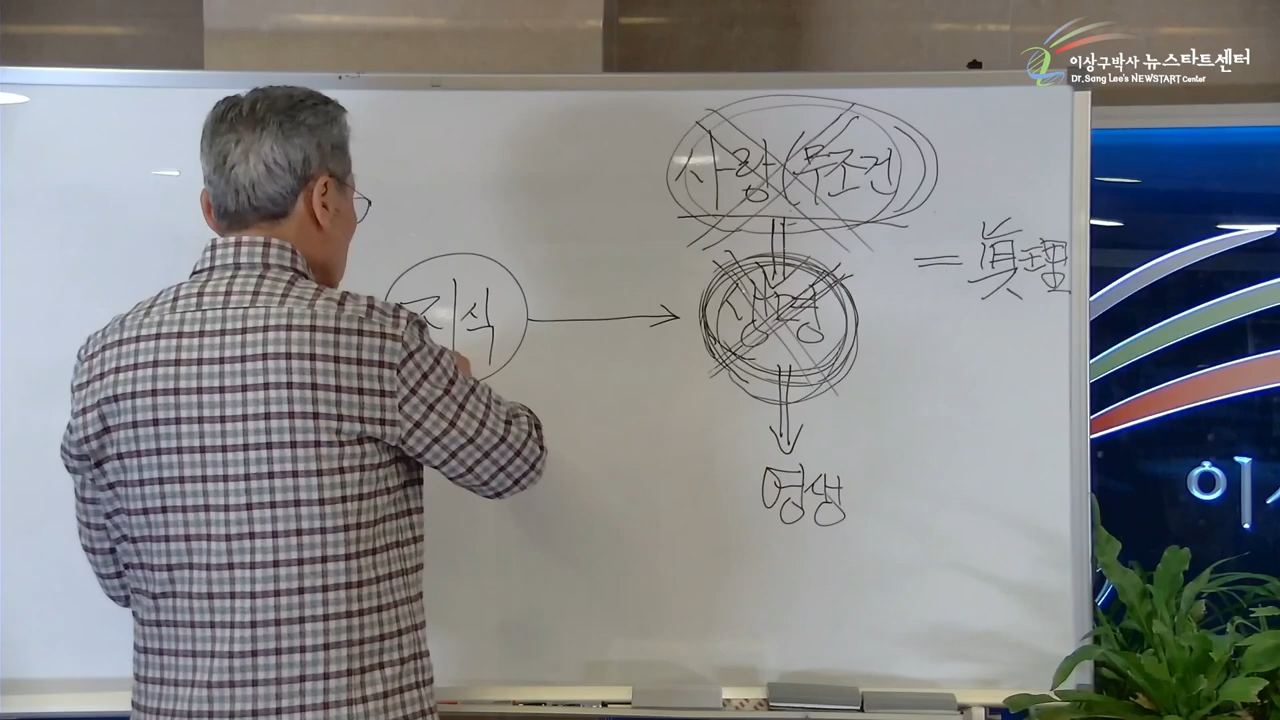 이상구박사 뉴스타트센터
Dr. Sang Lee's NEWSTART Center
사랑(무조건
= 眞理
지식
생명
영생
이